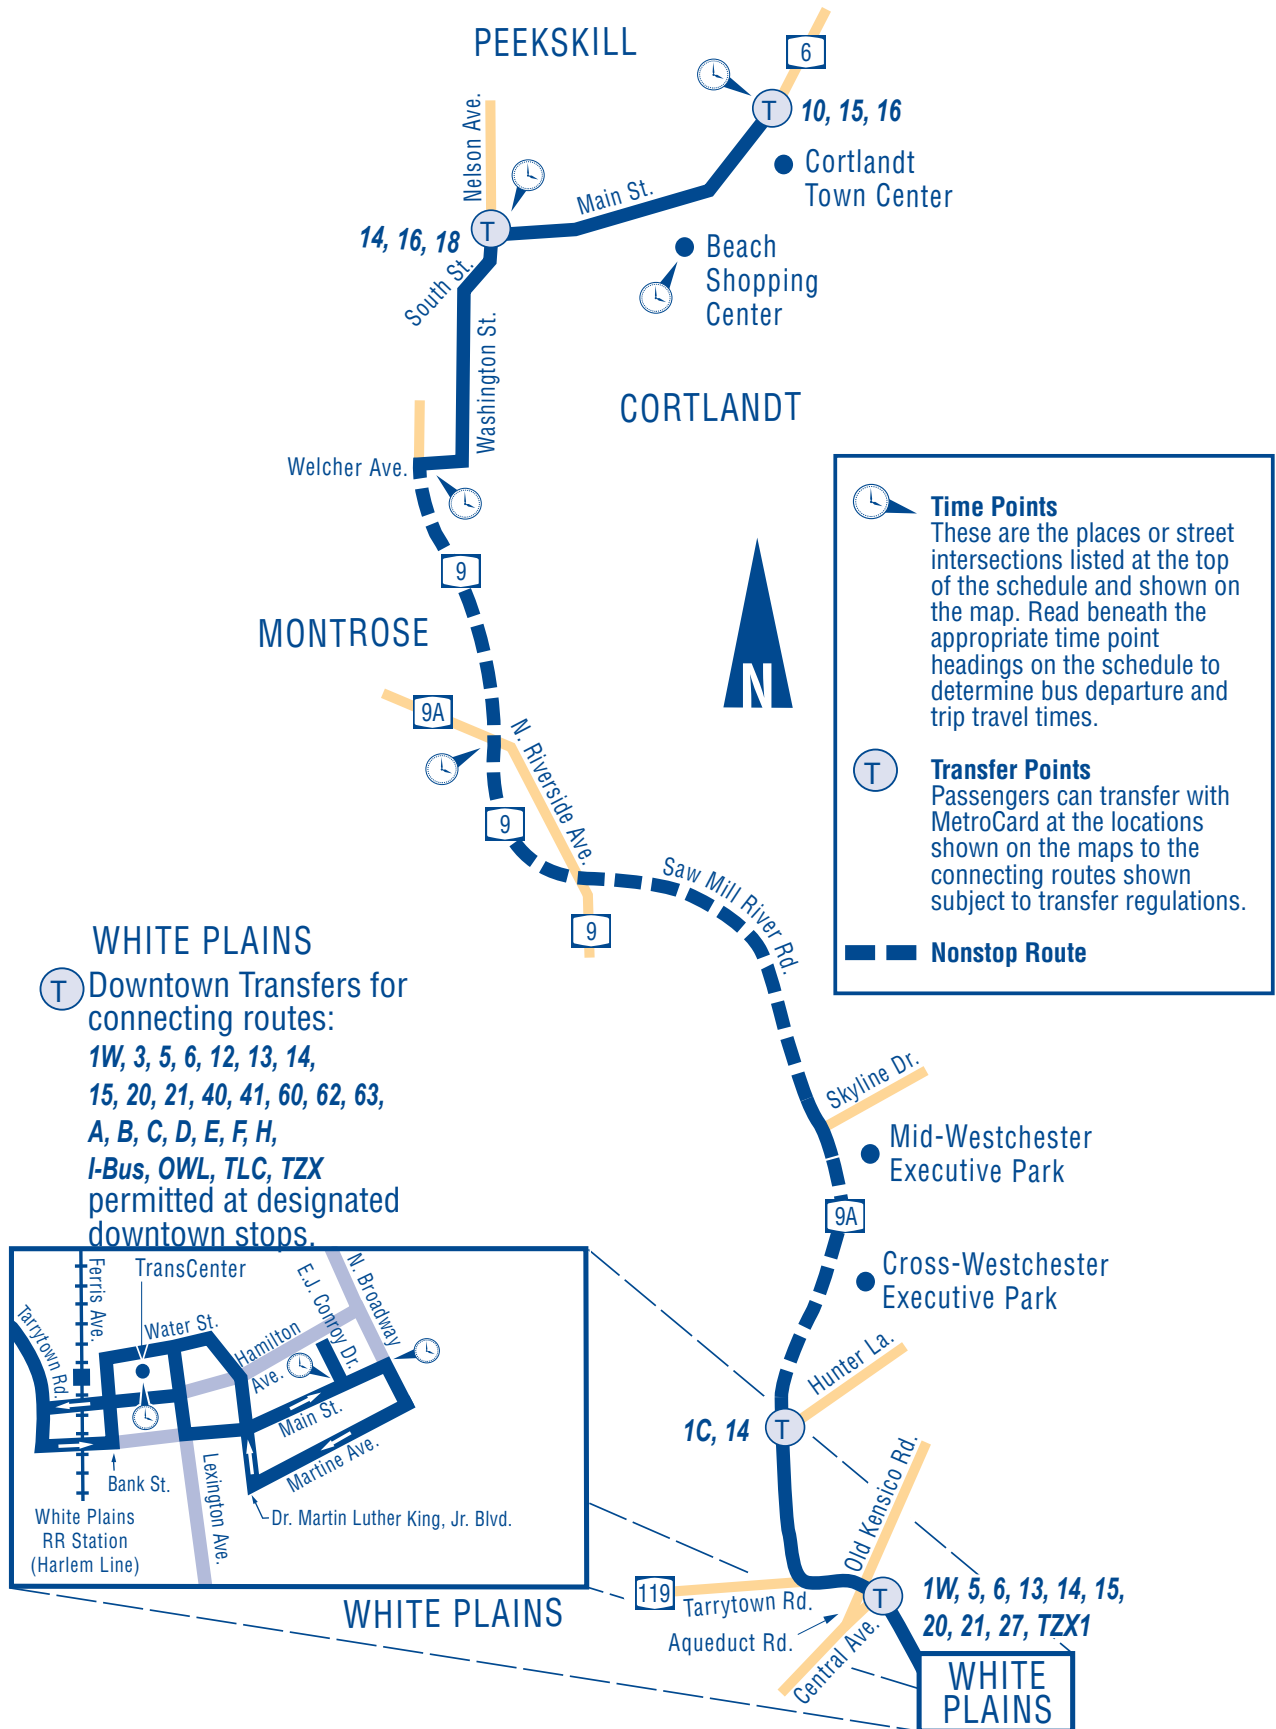 PEEKSKILL
6
T
10, 15, 16
Cortlandt
Town Center
Nelson Ave.
Main St.
T
14, 16, 18
South St.
Beach
Shopping
Center
Washington St.
CORTLANDT
Welcher Ave.
9
MONTROSE
9A
N. Riverside Ave.
9
Saw Mill River Rd.
9
N
Time Points
These are the places or street
intersections listed at the top
of the schedule and shown on
the map. Read beneath the
appropriate time point
headings on the schedule to
determine bus departure and
trip travel times.
T
Transfer Points
Passengers can transfer with
MetroCard at the locations
shown on the maps to the
connecting routes shown
subject to transfer regulations.
Nonstop Route
WHITE PLAINS
T
Downtown Transfers for
connecting routes:
1W, 3, 5, 6, 12, 13, 14,
15, 20, 21, 40, 41, 60, 62, 63,
A, B, C, D, E, F, H,
I-Bus, OWL, TLC, TZX
permitted at designated
downtown stops.
Skyline Dr.
Mid-Westchester
Executive Park
9A
Cross-Westchester
Executive Park
Hunter La.
1C, 14
T
Old Kensico Rd.
119
Tarrytown Rd.
Aqueduct Rd.
Central Ave.
T
1W, 5, 6, 13, 14, 15,
20, 21, 27, TZX1
WHITE
PLAINS
Ferris Ave.
TransCenter
Tarrytown Rd.
Water St.
Hamilton
Ave.
E.J. Conroy Dr.
N. Broadway
Main St.
Martine Ave.
Bank St.
Lexington Ave.
Dr. Martin Luther King, Jr. Blvd.
White Plains
RR Station
(Harlem Line)
WHITE PLAINS